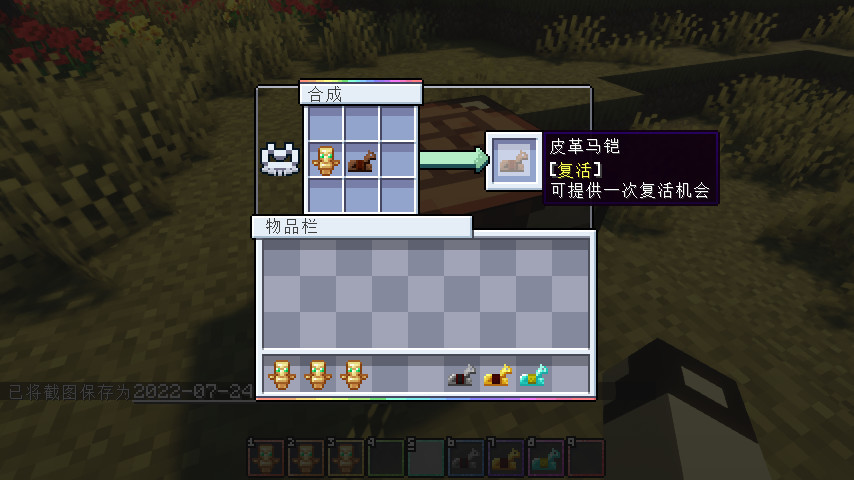 合成
皮革马铠
[复活]
可提供一次复活机会
物品栏
已将截图保存为2022-07-24
1 2 3 4 5 6 7 8 9